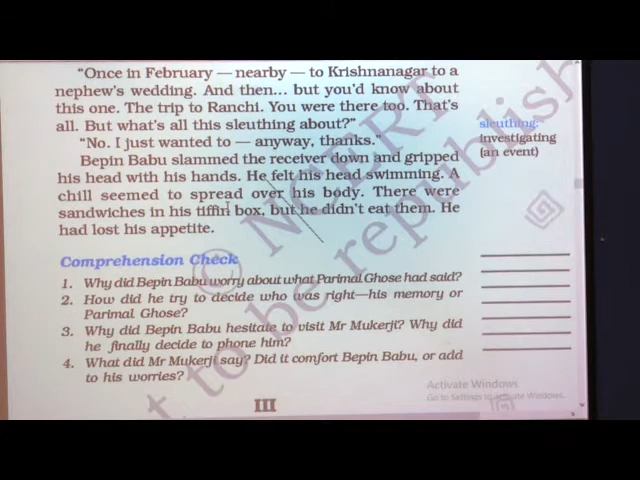 "Once in February — nearby — to Krishnanagar to a
nephew's wedding. And then... but you'd know about
this one. The trip to Ranchi. You were there too. That's
all. But what's all this sleuthing about?"
sleuthing:
"No. I just wanted to — anyway, thanks."
investigating
(an event)
Bepin Babu slammed the receiver down and gripped
his head with his hands. He felt his head swimming. A
chill seemed to spread over his body. There were
sandwiches in his tiffin box, but he didn't eat them. He
had lost his appetite.
Comprehension Check
1. Why did Bepin Babu worry about what Parimal Ghose had said?
2. How did he try to decide who was right—his memory or
Parimal Ghose?
3. Why did Bepin Babu hesitate to visit Mr Mukerji? Why did
he finally decide to phone him?
4. What did Mr Mukerji say? Did it comfort Bepin Babu, or add
to his worries?
III
© NCERT
not to be republish
Activate Windows
Go to Settings to activate Windows.